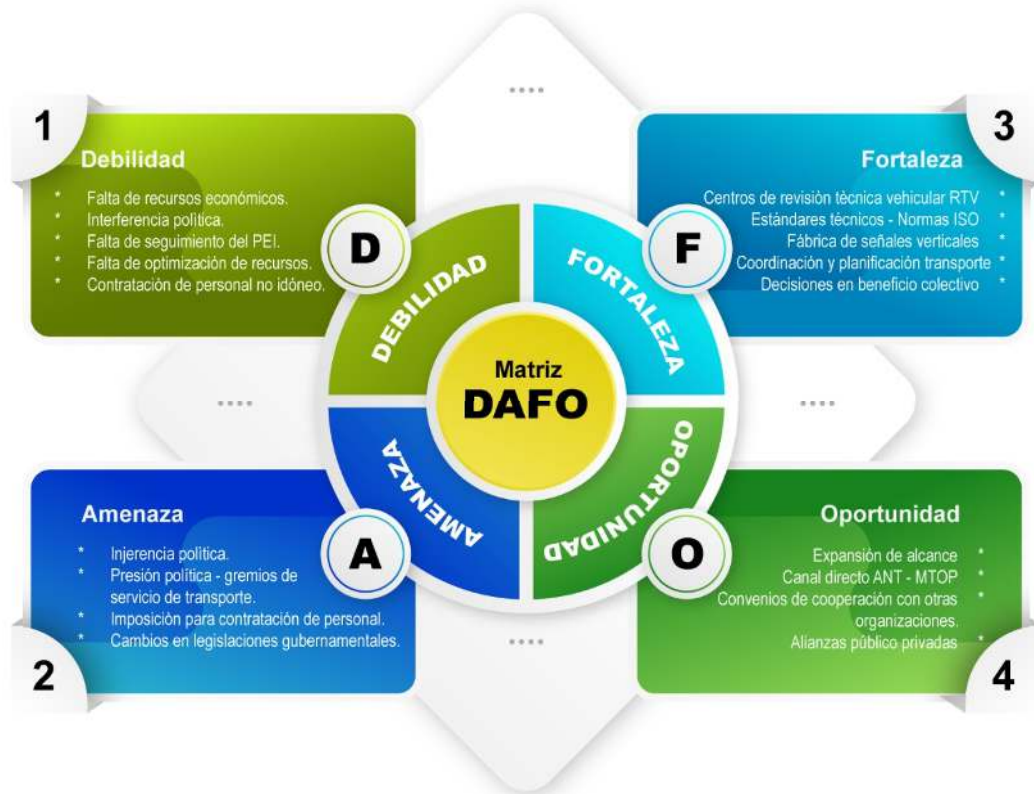 1
Debilidad
* Falta de recursos económicos.
* Interferencia política.
* Falta de seguimiento del PEI.
* Falta de optimización de recursos.
* Contratación de personal no idóneo.
D
DEBILIDAD
3
Fortaleza
Centros de revisión técnica vehicular RTV *
Estándares técnicos - Normas ISO *
Fábrica de señales verticales *
Coordinación y planificación transporte *
Decisiones en beneficio colectivo *
F
FORTALEZA
Matriz
DAFO
Amenaza
* Injerencia política.
* Presión política - gremios de
servicio de transporte.
* Imposición para contratación de personal.
* Cambios en legislaciones gubernamentales.
2
A
AMENAZA
Oportunidad
Expansión de alcance *
Canal directo ANT - MTOP *
Convenios de cooperación con otras *
organizaciones.
Alianzas público privadas *
4
O
OPORTUNIDAD